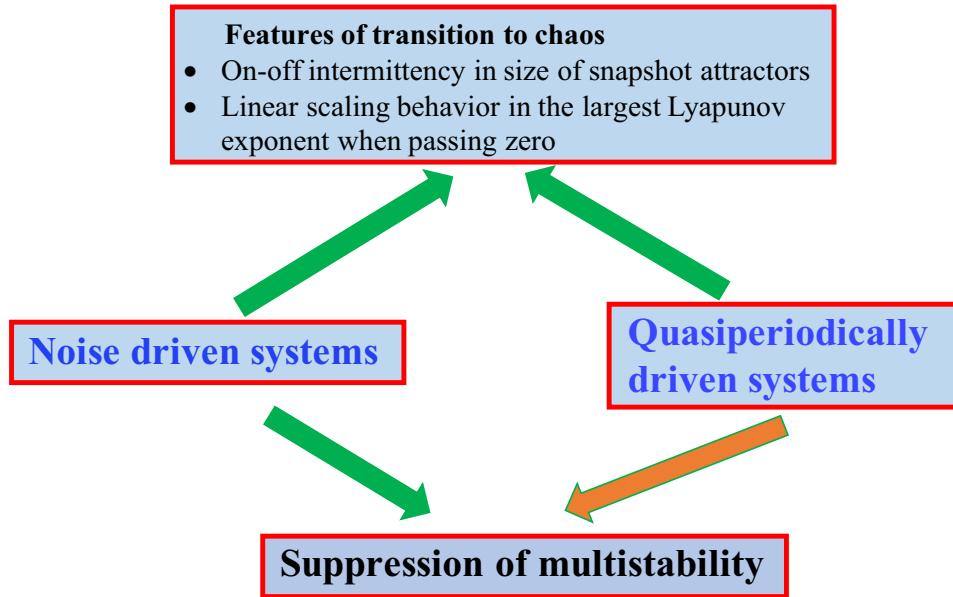 Features of transition to chaos
• On-off intermittency in size of snapshot attractors
• Linear scaling behavior in the largest Lyapunov
exponent when passing zero
Noise driven systems
Quasiperiodically
driven systems
Suppression of multistability